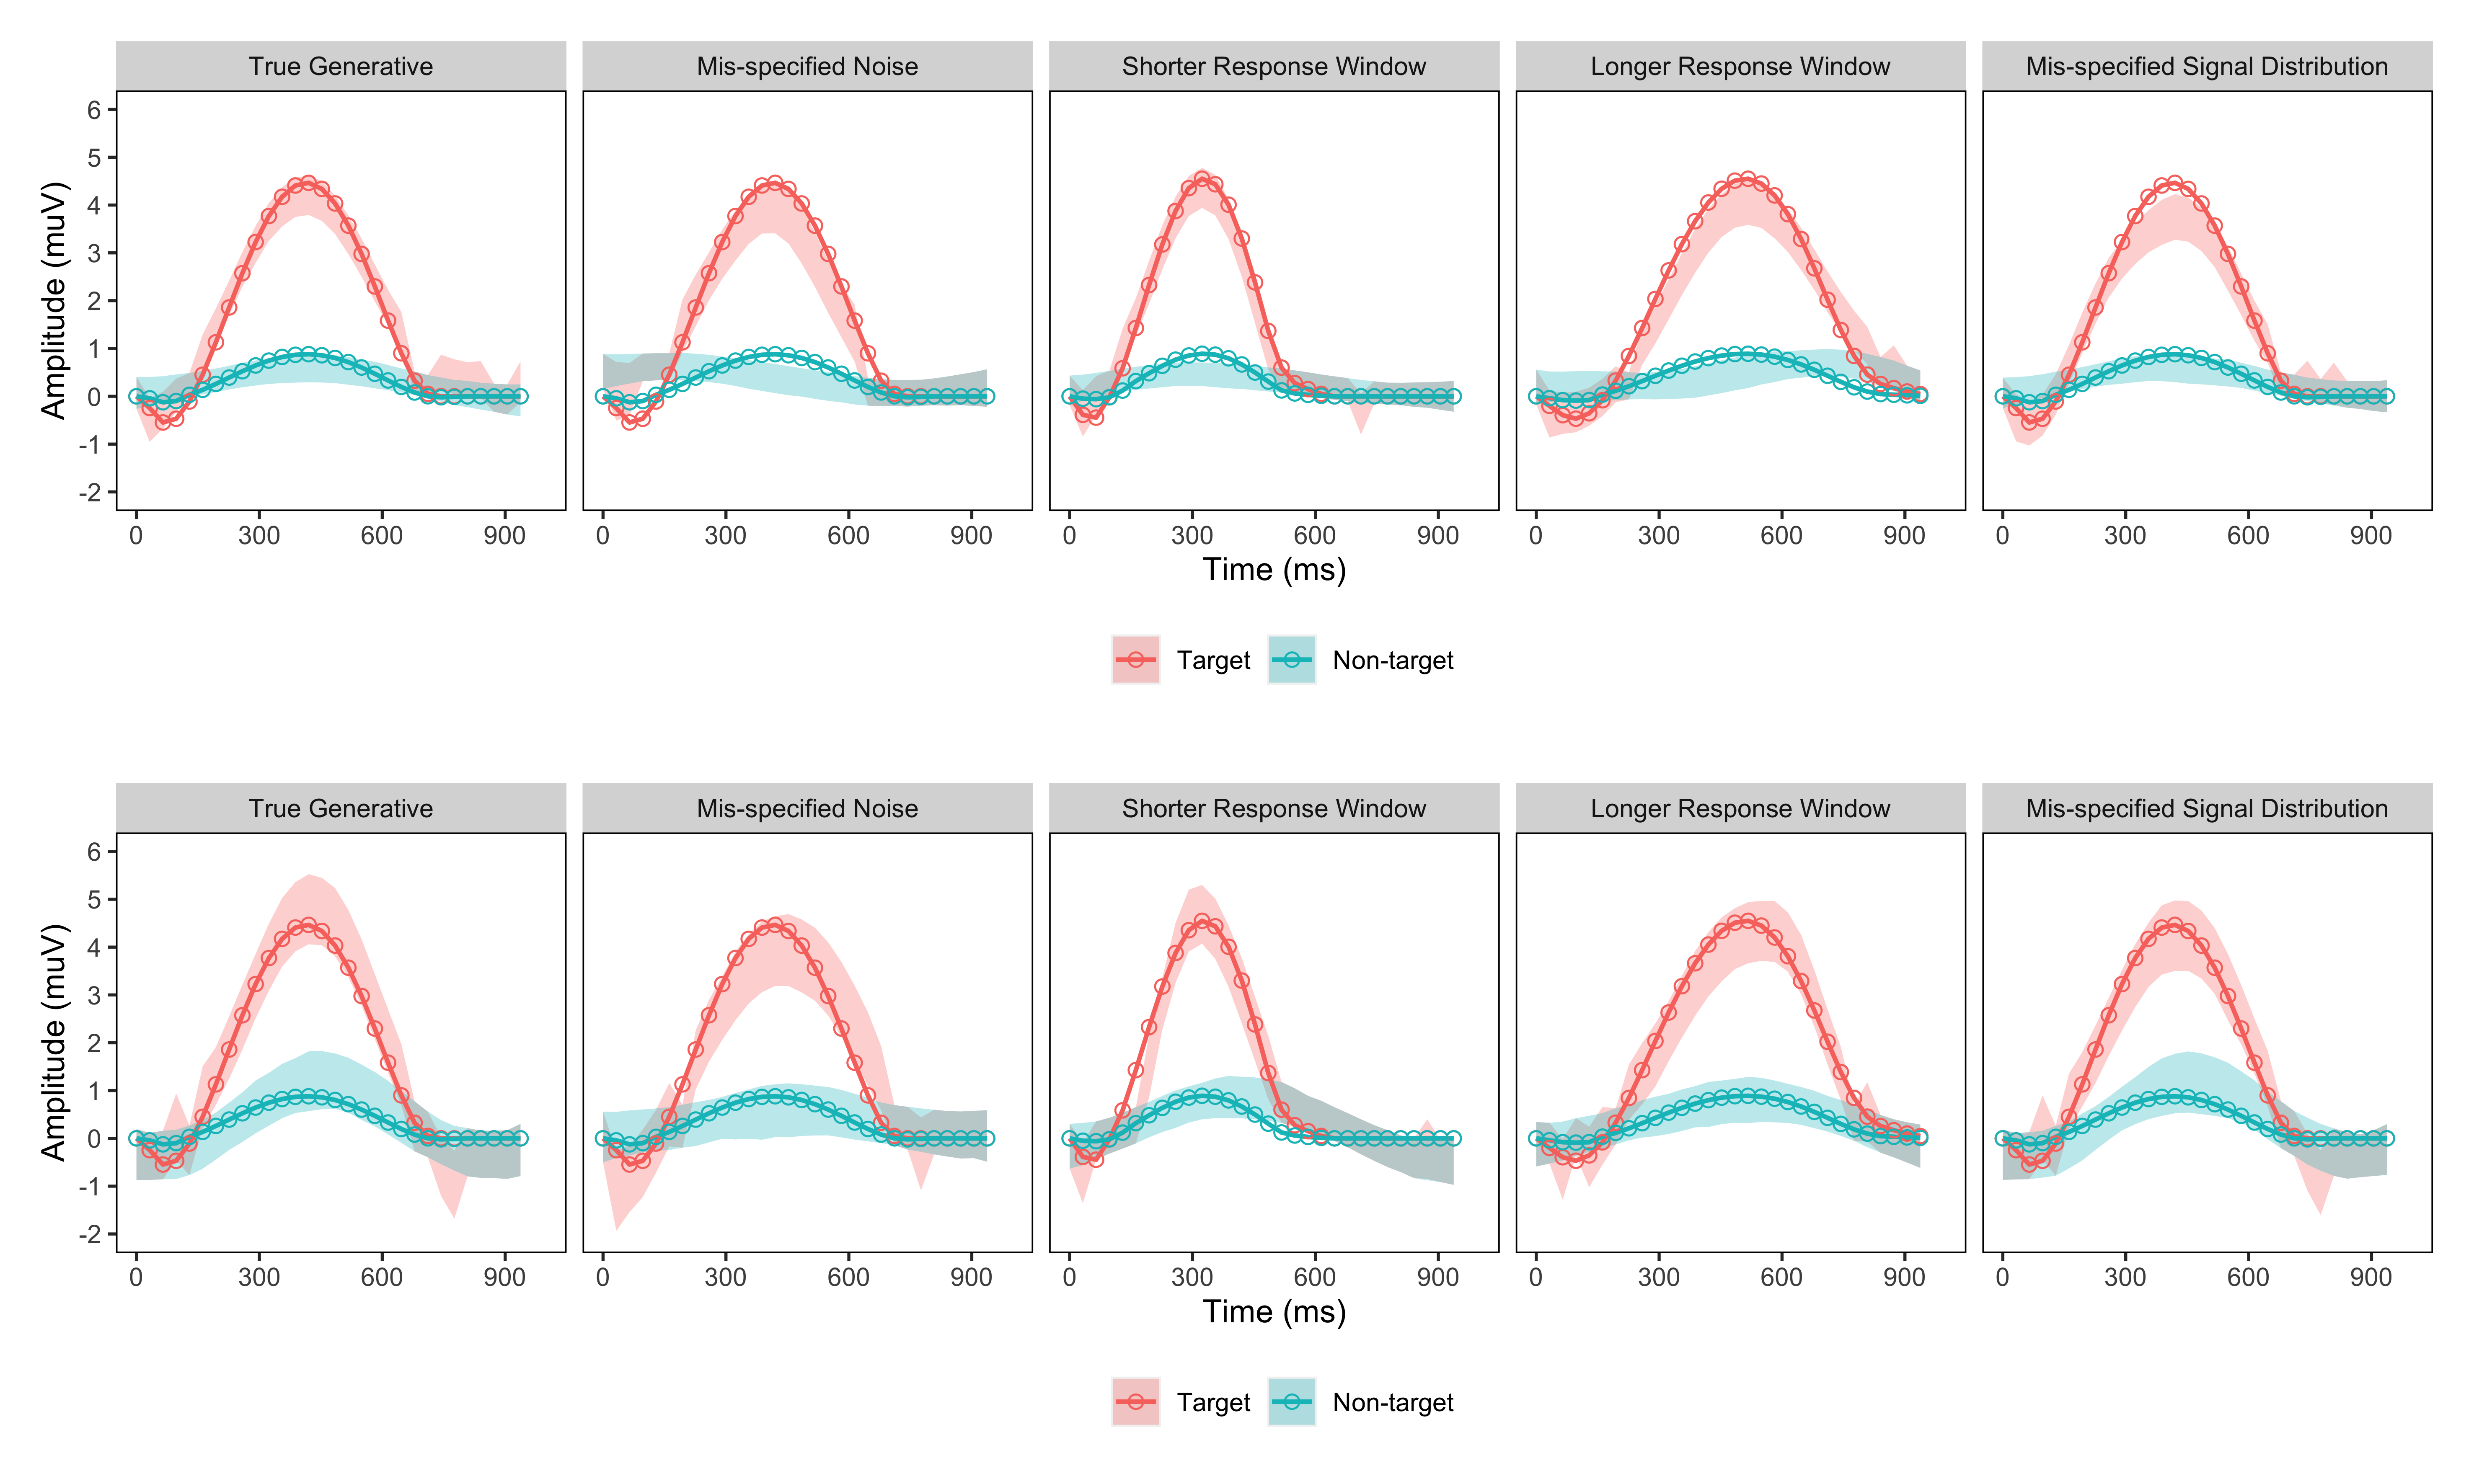 True Generative
Mis-specified Noise
Shorter Response Window
Longer Response Window
Mis-specified Signal Distribution
6
5
4
3
2
1
0
-1
-2
Amplitude (muV)
0 300 600 900
0 300 600 900
0 300 600 900
0 300 600 900
0 300 600 900
Time (ms)
Target Non-target
True Generative
Mis-specified Noise
Shorter Response Window
Longer Response Window
Mis-specified Signal Distribution
6
5
4
3
2
1
0
-1
-2
Amplitude (muV)
0 300 600 900
0 300 600 900
0 300 600 900
0 300 600 900
0 300 600 900
Time (ms)
Target Non-target